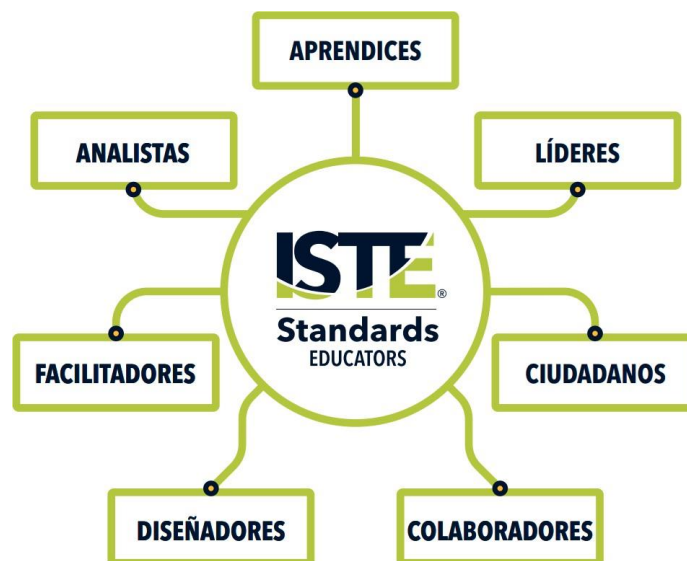 APRENDICES
ANALISTAS
LÍDERES
ISTE®
Standards
EDUCATORS
FACILITADORES
CIUDADANOS
DISEÑADORES
COLABORADORES